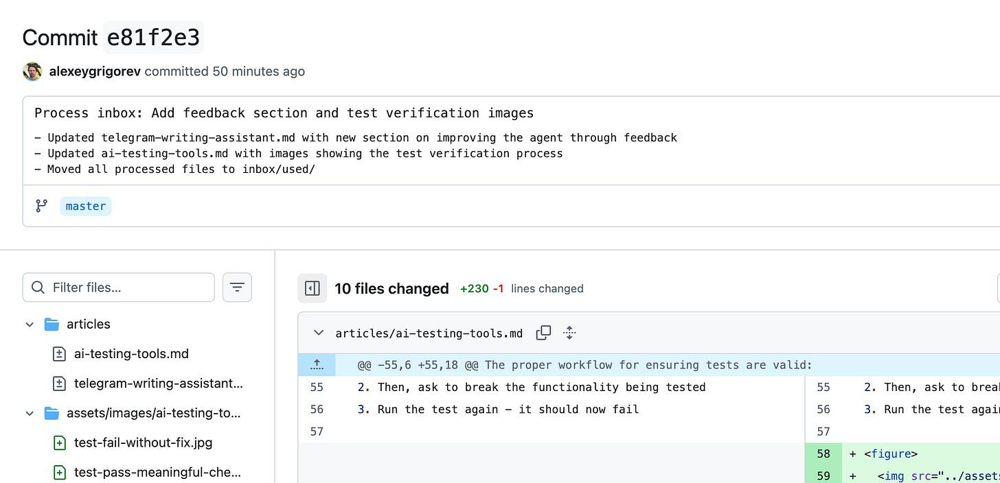 Commit e81f2e3
alexeygrigorev committed 50 minutes ago
Process inbox: Add feedback section and test verification images
- Updated telegram-writing-assistant.md with new section on improving the agent through feedback
- Updated ai-testing-tools.md with images showing the test verification process
- Moved all processed files to inbox/used/
master
Filter files...
articles
ai-testing-tools.md
telegram-writing-assistant...
assets/images/ai-testing-to...
test-fail-without-fix.jpg
test-pass-meaningful-che...
10 files changed +230 -1 lines changed
articles/ai-testing-tools.md
@@ -55,6 +55,18 @@ The proper workflow for ensuring tests are valid:
55 2. Then, ask to break the functionality being tested
56 3. Run the test again - it should now fail
57
55 2. Then, ask to brea
56 3. Run the test agai
57
58 + <figure>
59 + <img src="../assets